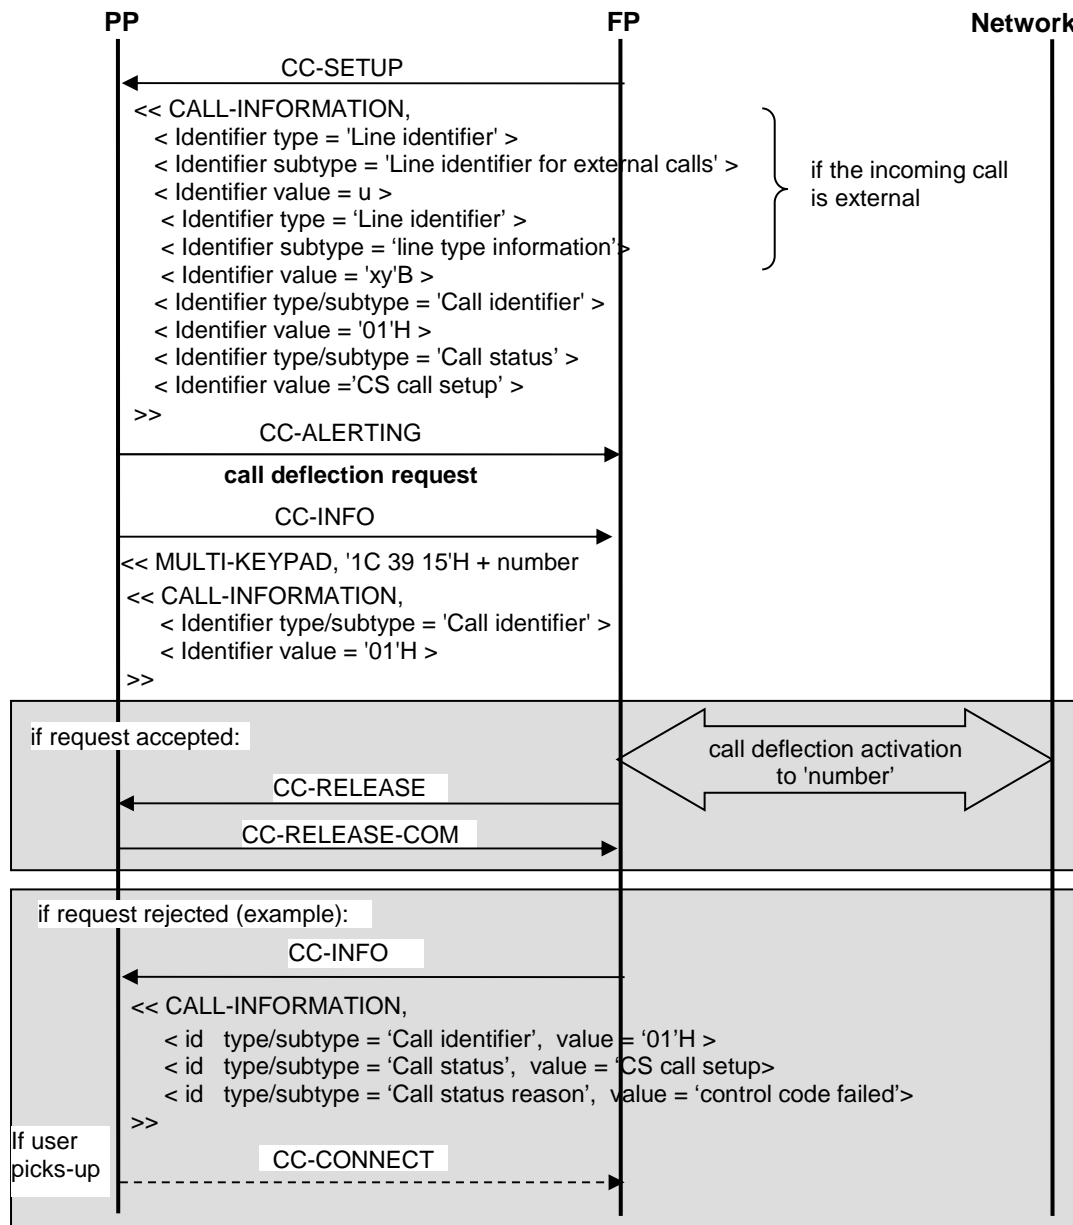 PP FP Network
CC-SETUP
<< CALL-INFORMATION,
< Identifier type = 'Line identifier' >
< Identifier subtype = 'Line identifier for external calls' >
< Identifier value = u >
< Identifier type = ‘Line identifier’ >
< Identifier subtype = ‘line type information’>
< Identifier value = 'xy'B >
< Identifier type/subtype = 'Call identifier' >
< Identifier value = '01'H >
< Identifier type/subtype = 'Call status’ >
< Identifier value =’CS call setup’ >
>>
if the incoming call
is external
CC-ALERTING
call deflection request
CC-INFO
<< MULTI-KEYPAD, '1C 39 15'H + number
<< CALL-INFORMATION,
< Identifier type/subtype = 'Call identifier' >
< Identifier value = '01'H >
>>
if request accepted:
call deflection activation
to 'number’
CC-RELEASE
CC-RELEASE-COM
if request rejected (example):
CC-INFO
<< CALL-INFORMATION,
< id type/subtype = ‘Call identifier’, value = ‘01’H >
< id type/subtype = ‘Call status’, value = ‘CS call setup>
< id type/subtype = ‘Call status reason’, value = ‘control code failed’>
>>
If user
picks-up
CC-CONNECT